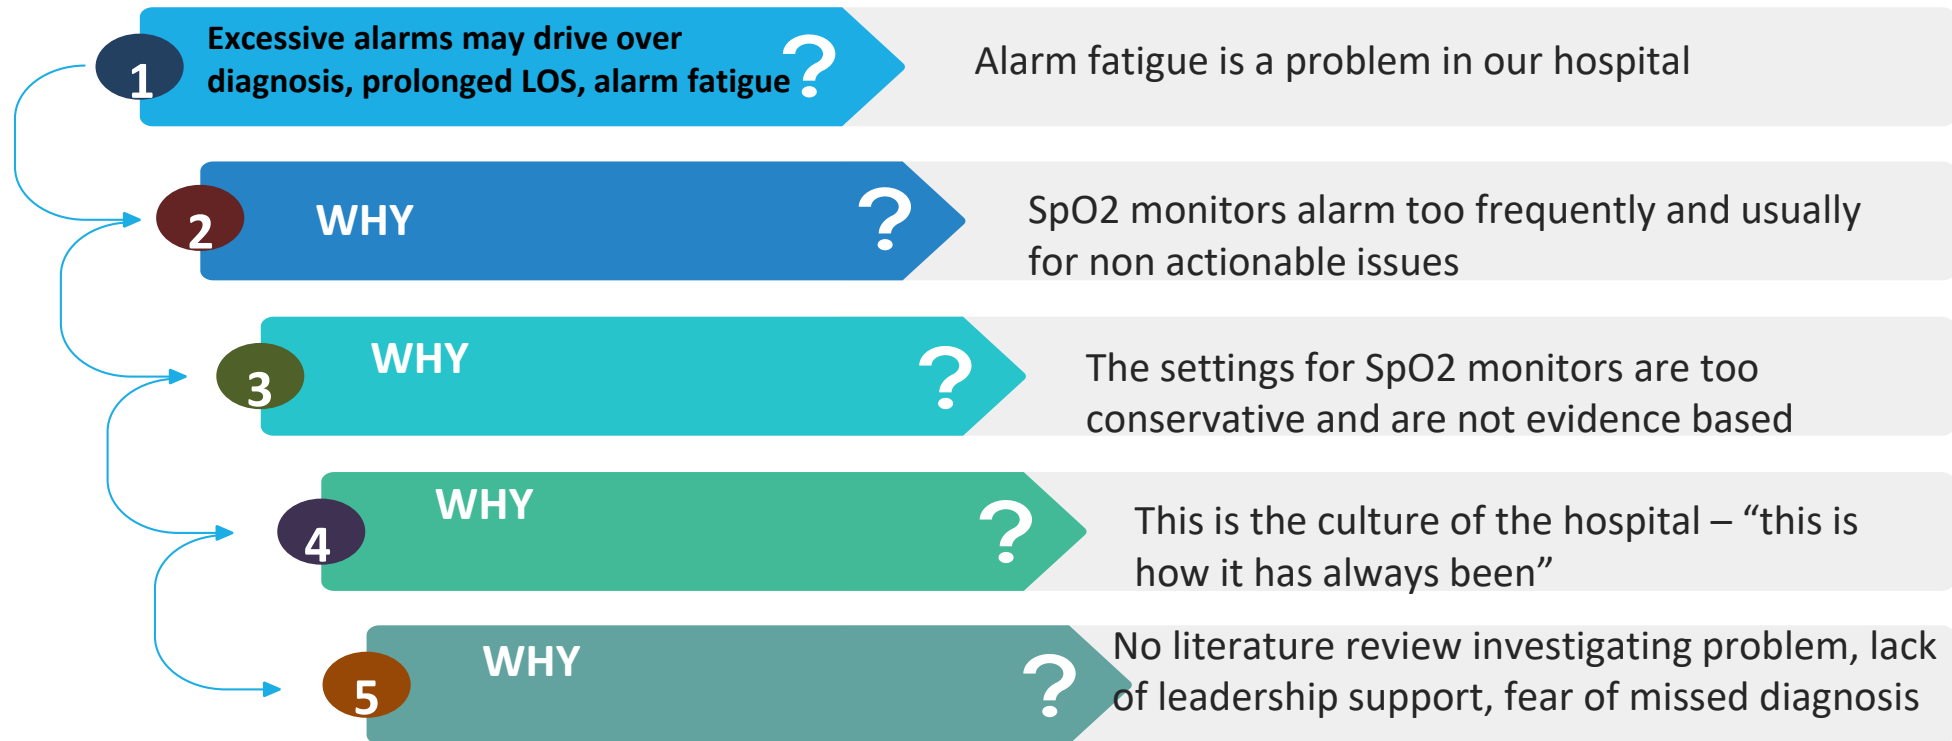 1
Excessive alarms may drive over
diagnosis, prolonged LOS, alarm fatigue
?
Alarm fatigue is a problem in our hospital
2
WHY
?
SpO2 monitors alarm too frequently and usually
for non actionable issues
3
WHY
?
The settings for SpO2 monitors are too
conservative and are not evidence based
4
WHY
?
This is the culture of the hospital – “this is
how it has always been”
5
WHY
?
No literature review investigating problem, lack
of leadership support, fear of missed diagnosis